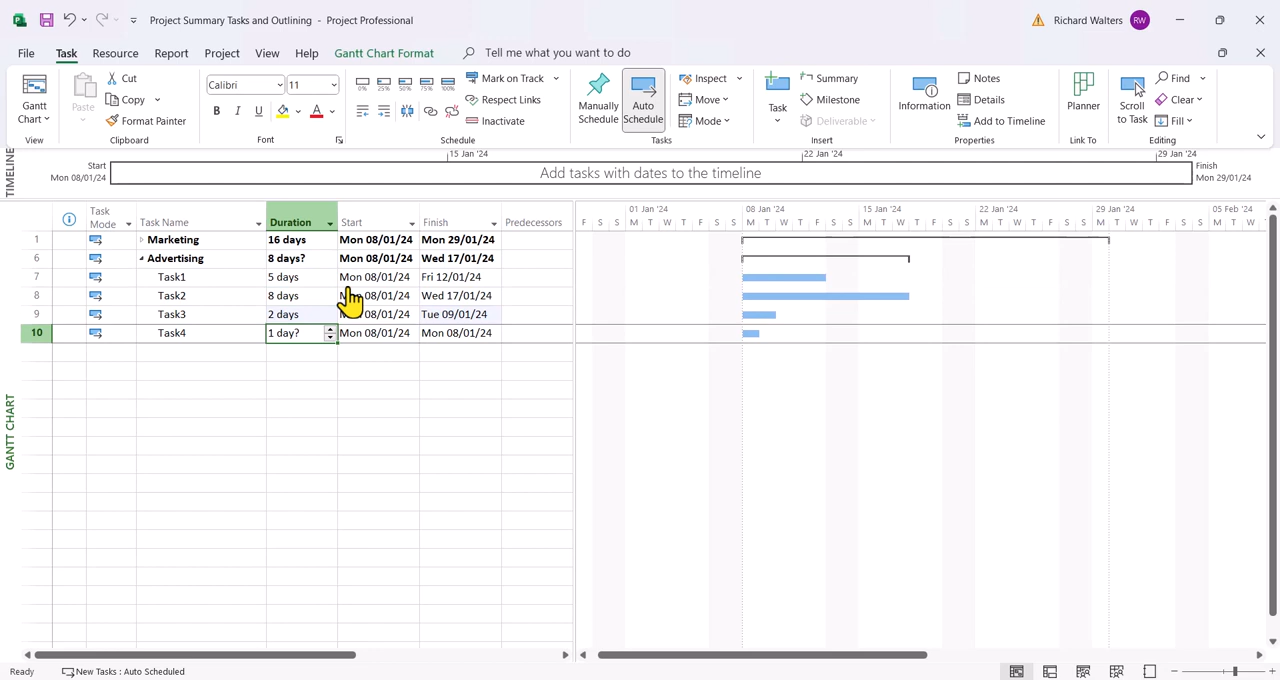 Project Summary Tasks and Outlining - Project Professional
Richard Walters RW
File Task Resource Report Project View Help Gantt Chart Format Tell me what you want to do
Gantt Chart
View
Paste
Cut
Copy
Format Painter
Clipboard
Calibri 11
B I U A
Font
0% 25% 50% 75% 100%
Mark on Track
Respect Links
Inactivate
Schedule
Manually Schedule
Auto Schedule
Inspect
Move
Mode
Tasks
Task
Summary
Milestone
Deliverable
Insert
Information
Notes
Details
Add to Timeline
Properties
Planner
Link To
Scroll to Task
Find
Clear
Fill
Editing
TIMELINE
Start
Mon 08/01/24
15 Jan '24 22 Jan '24 29 Jan '24
Add tasks with dates to the timeline
Finish
Mon 29/01/24
GANTT CHART
Task Mode Task Name Duration Start Finish Predecessors
01 Jan '24 08 Jan '24 15 Jan '24 22 Jan '24 29 Jan '24 05 Feb '24
F S S M T W T F S S M T W T F S S M T W T F S S M T W T F S S M T W T F S S M T W
1 Marketing 16 days Mon 08/01/24 Mon 29/01/24
6 Advertising 8 days? Mon 08/01/24 Wed 17/01/24
7 Task1 5 days Mon 08/01/24 Fri 12/01/24
8 Task2 8 days 08/01/24 Wed 17/01/24
9 Task3 2 days 08/01/24 Tue 09/01/24
10 Task4 1 day? Mon 08/01/24 Mon 08/01/24
Ready New Tasks : Auto Scheduled